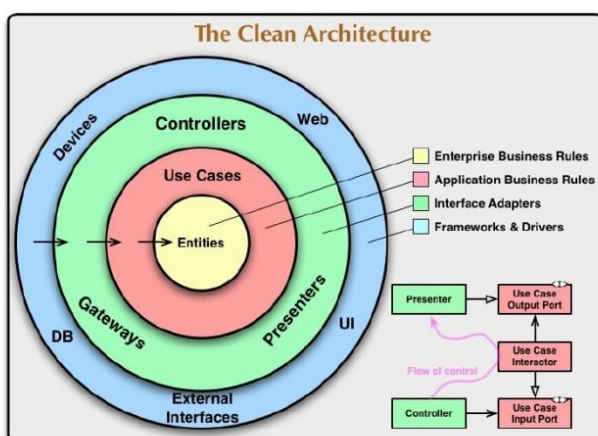 The Clean Architecture
Devices
Web
Controllers
Use Cases
Entities
Gateways
Presenters
DB
UI
External
Interfaces
Enterprise Business Rules
Application Business Rules
Interface Adapters
Frameworks & Drivers
Presenter
Use Case
Output Port
Flow of control
Use Case
Interactor
Controller
Use Case
Input Port